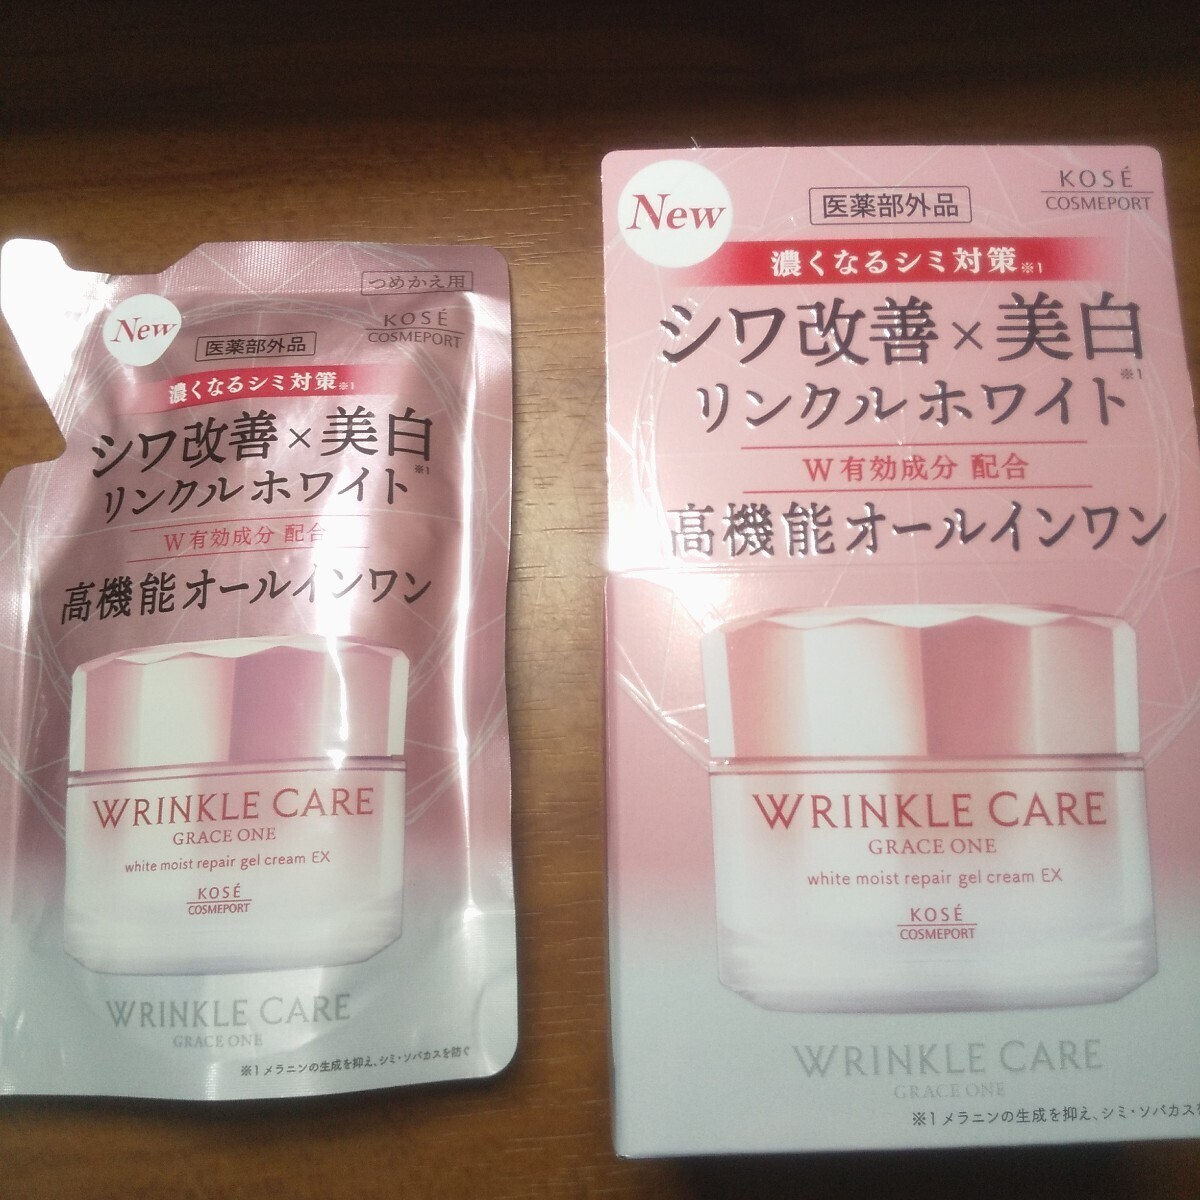 New
つめかえ用
医薬部外品
KOSÉ
COSMEPORT
濃くなるシミ対策※1
シワ改善×美白
リンクルホワイト※1
W有効成分 配合
高機能オールインワン
WRINKLE CARE
GRACE ONE
white moist repair gel cream EX
KOSÉ
COSMEPORT
WRINKLE CARE
GRACE ONE
※1メラニンの生成を抑え、シミ・ソバカスを防ぐ
New
医薬部外品
KOSÉ
COSMEPORT
濃くなるシミ対策※1
シワ改善×美白
リンクルホワイト※1
W有効成分 配合
高機能オールインワン
WRINKLE CARE
GRACE ONE
white moist repair gel cream EX
KOSÉ
COSMEPORT
WRINKLE CARE
GRACE ONE
※1メラニンの生成を抑え、シミ・ソバカスを